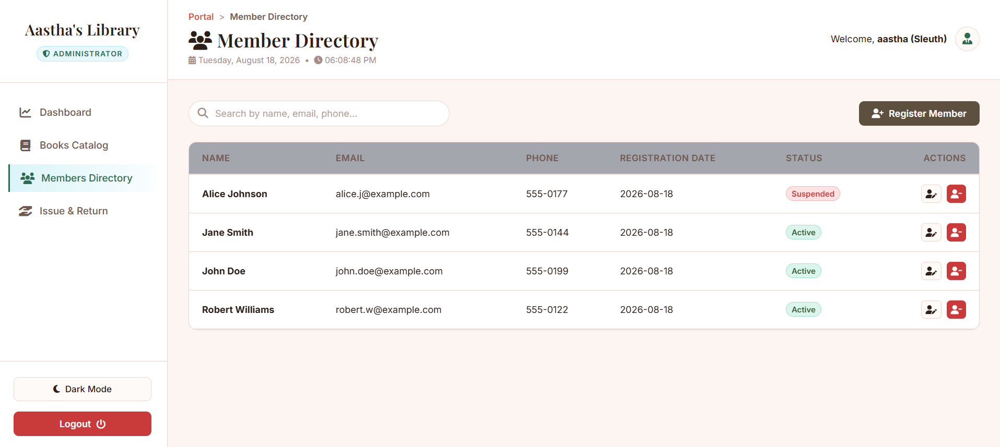 Aastha's Library
ADMINISTRATOR
Dashboard
Books Catalog
Members Directory
Issue & Return
Dark Mode
Logout
Portal > Member Directory
Member Directory
Tuesday, August 18, 2026 • 06:08:48 PM
Welcome, aastha (Sleuth)
Search by name, email, phone...
Register Member
NAME EMAIL PHONE REGISTRATION DATE STATUS ACTIONS
Alice Johnson alice.j@example.com 555-0177 2026-08-18 Suspended
Jane Smith jane.smith@example.com 555-0144 2026-08-18 Active
John Doe john.doe@example.com 555-0199 2026-08-18 Active
Robert Williams robert.w@example.com 555-0122 2026-08-18 Active